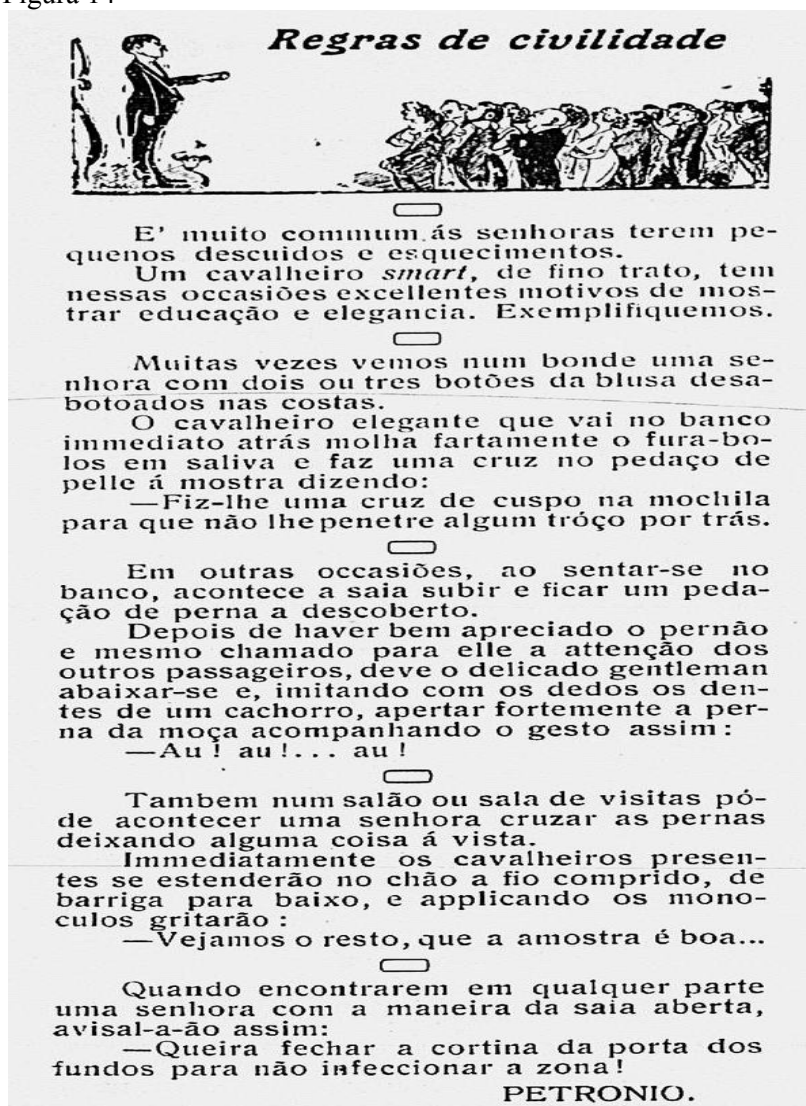 Figura 14
Regras de civilidade
E' muito commum ás senhoras terem pe-
quenos descuidos e esquecimentos.
Um cavalheiro smart, de fino trato, tem
nessas occasiões excellentes motivos de mos-
trar educação e elegancia. Exemplifiquemos.
Muitas vezes vemos num bonde uma se-
nhora com dois ou tres botões da blusa desa-
botoados nas costas.
O cavalheiro elegante que vai no banco
immediato atrás molha fartamente o fura-bo-
los em saliva e faz uma cruz no pedaço de
pelle á mostra dizendo:
—Fiz-lhe uma cruz de cuspo na mochila
para que não lhe penetre algum tróço por trás.
Em outras occasiões, ao sentar-se no
banco, acontece a saia subir e ficar um peda-
ção de perna a descoberto.
Depois de haver bem apreciado o pernão
e mesmo chamado para elle a attenção dos
outros passageiros, deve o delicado gentleman
abaixar-se e, imitando com os dedos os den-
tes de um cachorro, apertar fortemente a per-
na da moça acompanhando o gesto assim:
—Au! au!... au!
Tambem num salão ou sala de visitas pó-
de acontecer uma senhora cruzar as pernas
deixando alguma coisa á vista.
Immediatamente os cavalheiros presen-
tes se estenderão no chão a fio comprido, de
barriga para baixo, e applicando os mono-
culos gritarão:
—Vejamos o resto, que a amostra é boa...
Quando encontrarem em qualquer parte
uma senhora com a maneira da saia aberta,
avisal-a-ão assim:
—Queira fechar a cortina da porta dos
fundos para não infeccionar a zona!
PETRONIO.